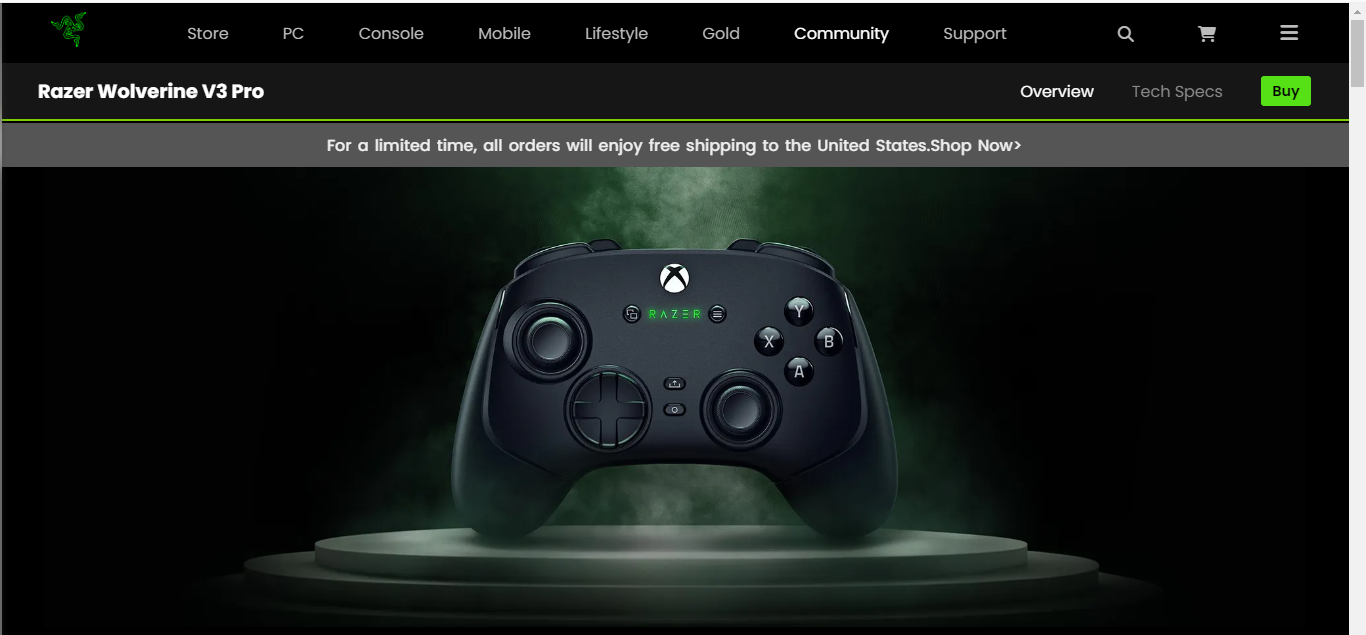 Store PC Console Mobile Lifestyle Gold Community Support
Razer Wolverine V3 Pro Overview Tech Specs Buy
For a limited time, all orders will enjoy free shipping to the United States.Shop Now>
RAZER
Y
X B
A